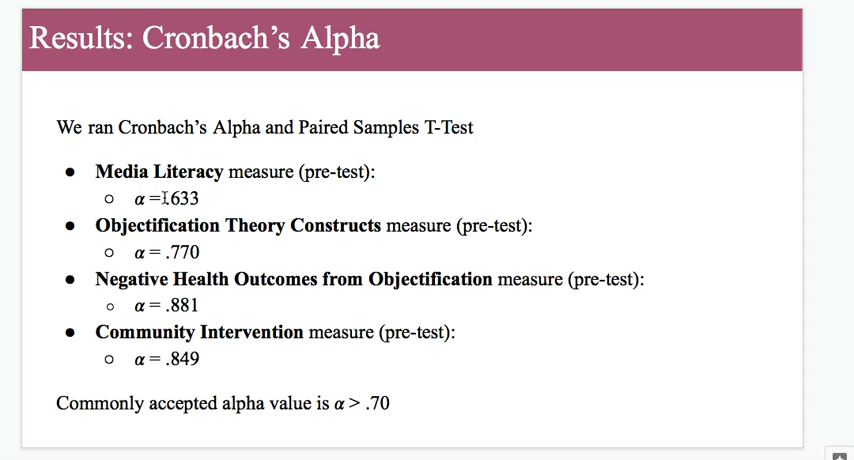 Results: Cronbach's Alpha
We ran Cronbach's Alpha and Paired Samples T-Test
● Media Literacy measure (pre-test):
○ α = .633
● Objectification Theory Constructs measure (pre-test):
○ α = .770
● Negative Health Outcomes from Objectification measure (pre-test):
○ α = .881
● Community Intervention measure (pre-test):
○ α = .849
Commonly accepted alpha value is α > .70